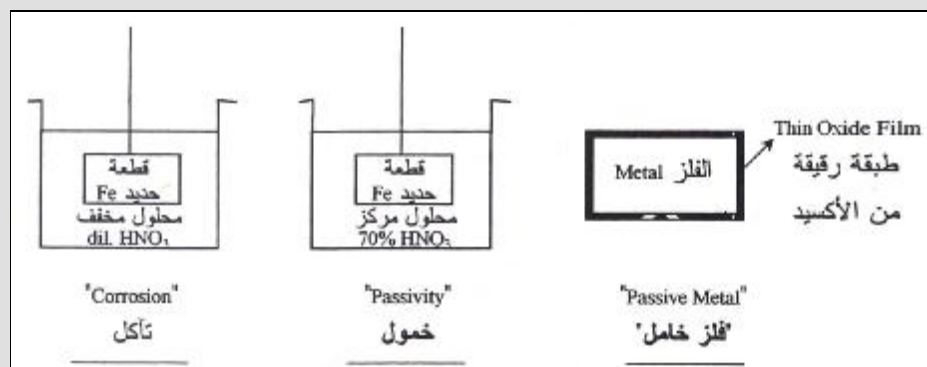 قطعة
حديد Fe
محلول مخفف
dil. HNO₃
"Corrosion"
تآكل
قطعة
حديد Fe
محلول مركز
70% HNO₃
"Passivity"
خمول
Metal الفلز
Thin Oxide Film
طبقة رقيقة
من الأكسيد
"Passive Metal"
"فلز خامل"